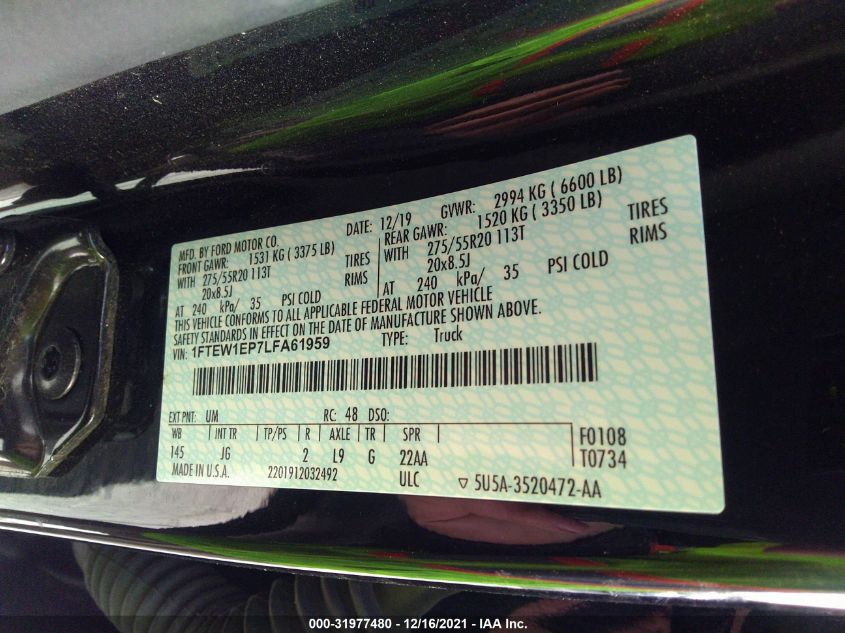 MFD. BY FORD MOTOR CO.
DATE: 12/19 GVWR: 2994 KG ( 6600 LB)
FRONT GAWR: 1531 KG ( 3375 LB)
WITH 275/55R20 113T TIRES
20x8.5J RIMS
AT 240 kPa/ 35 PSI COLD
REAR GAWR: 1520 KG ( 3350 LB)
WITH 275/55R20 113T TIRES
20x8.5J RIMS
AT 240 kPa/ 35 PSI COLD
THIS VEHICLE CONFORMS TO ALL APPLICABLE FEDERAL MOTOR VEHICLE
SAFETY STANDARDS IN EFFECT ON THE DATE OF MANUFACTURE SHOWN ABOVE.
VIN: 1FTEW1EP7LFA61959 TYPE: Truck
EXT PNT: UM RC: 48 DSO:
WB INT TR TP/PS R AXLE TR SPR F0108
145 JG 2 L9 G 22AA T0734
MADE IN U.S.A. 2201912032492 ULC ▽ 5U5A-3520472-AA
000-31977480 - 12/16/2021 - IAA Inc.